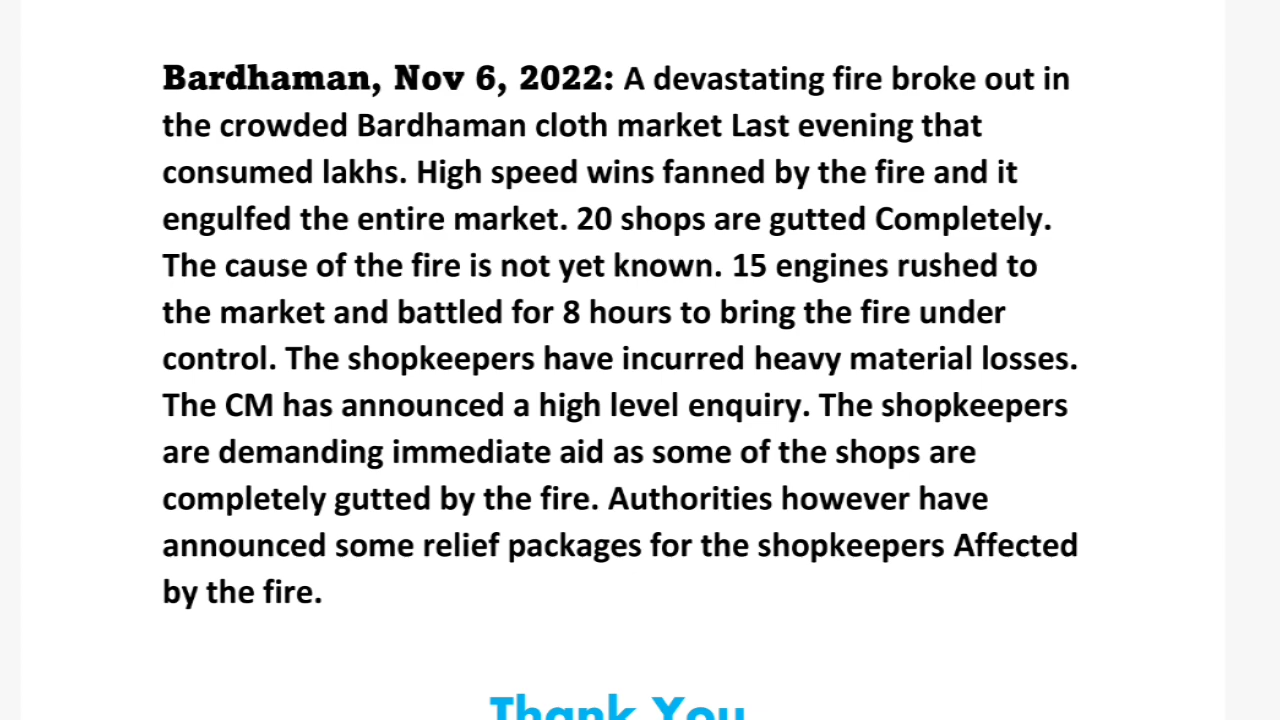 Bardhaman, Nov 6, 2022: A devastating fire broke out in
the crowded Bardhaman cloth market Last evening that
consumed lakhs. High speed wins fanned by the fire and it
engulfed the entire market. 20 shops are gutted Completely.
The cause of the fire is not yet known. 15 engines rushed to
the market and battled for 8 hours to bring the fire under
control. The shopkeepers have incurred heavy material losses.
The CM has announced a high level enquiry. The shopkeepers
are demanding immediate aid as some of the shops are
completely gutted by the fire. Authorities however have
announced some relief packages for the shopkeepers Affected
by the fire.
Thank You